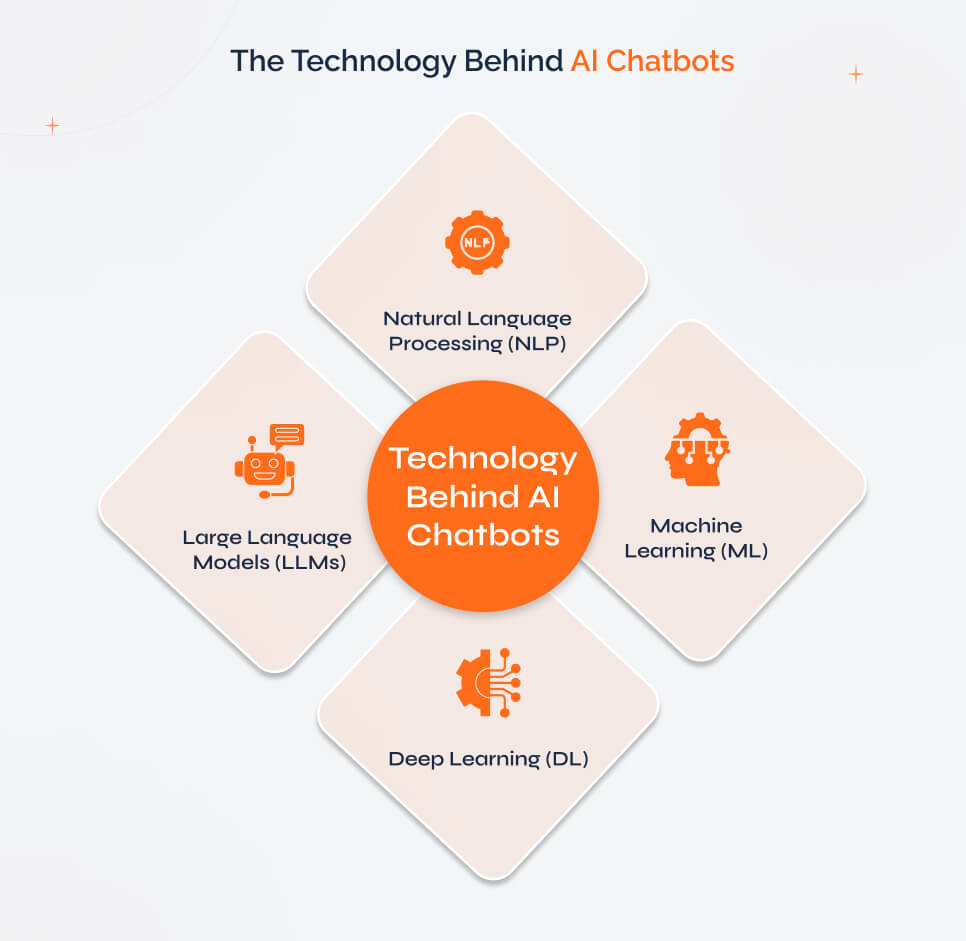 The Technology Behind AI Chatbots
NLP
Natural Language
Processing (NLP)
Technology
Behind AI
Chatbots
Large Language
Models (LLMs)
Machine
Learning (ML)
Deep Learning (DL)